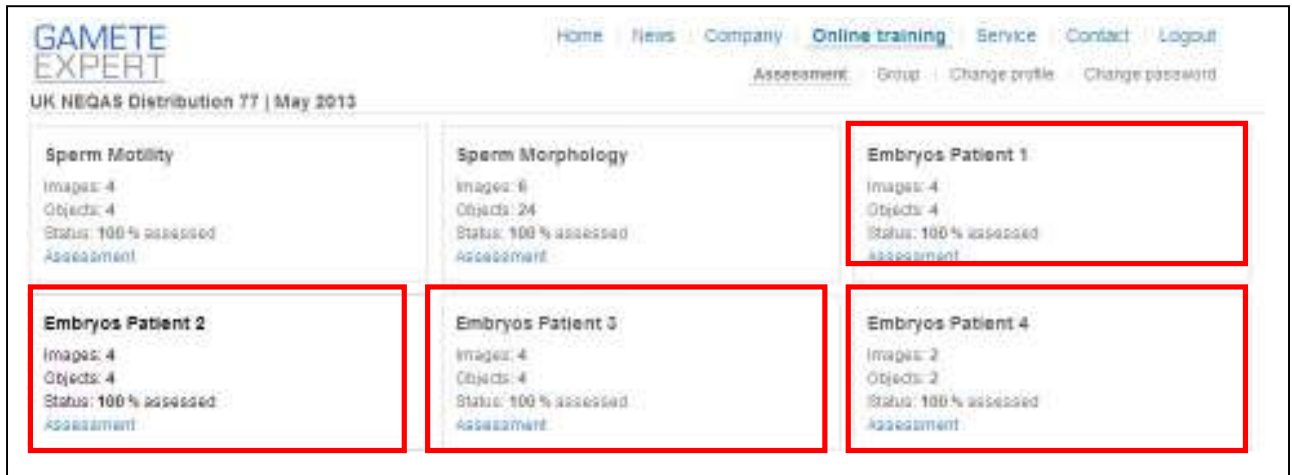 GAMETE
EXPERT
Home News Company Online training Service Contact Logout
Assessment Group Change profile Change password
UK NEQAS Distribution 77 | May 2013
Sperm Motility
Images: 4
Objects: 4
Status: 100 % assessed
Assessment
Sperm Morphology
Images: 6
Objects: 24
Status: 100 % assessed
Assessment
Embryos Patient 1
Images: 4
Objects: 4
Status: 100 % assessed
Assessment
Embryos Patient 2
Images: 4
Objects: 4
Status: 100 % assessed
Assessment
Embryos Patient 3
Images: 4
Objects: 4
Status: 100 % assessed
Assessment
Embryos Patient 4
Images: 2
Objects: 2
Status: 100 % assessed
Assessment